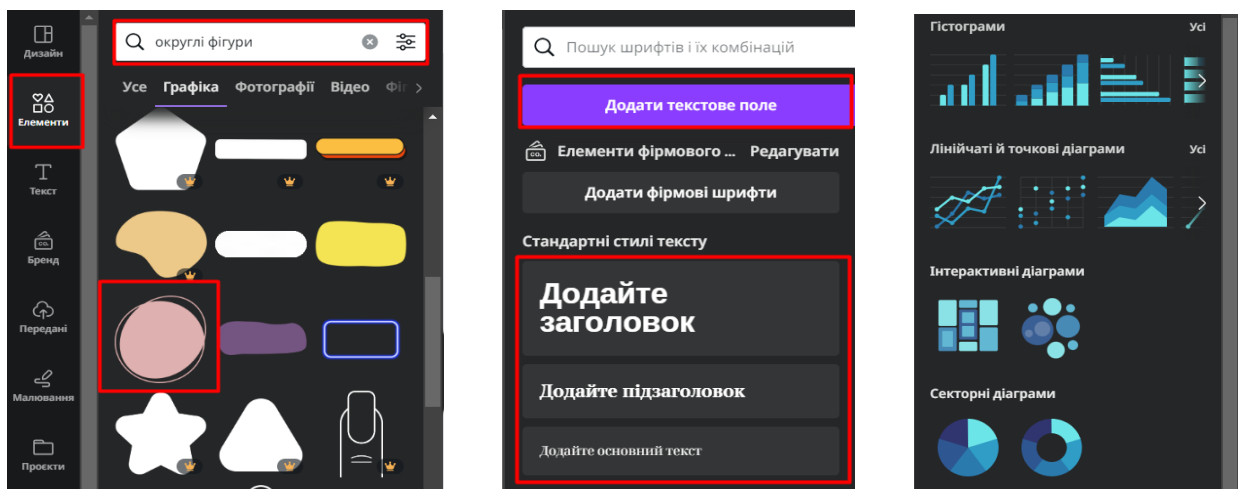 Дизайн
Елементи
Текст
Бренд
Передані
Малювання
Проєкти
округлі фігури
Усе Графіка Фотографії Відео
Пошук шрифтів і їх комбінацій
Додати текстове поле
Елементи фірмового ... Редагувати
Додати фірмові шрифти
Стандартні стилі тексту
Додайте
заголовок
Додайте підзаголовок
Додайте основний текст
Гістограми Усі
Лінійчаті й точкові діаграми Усі
Інтерактивні діаграми
Секторні діаграми